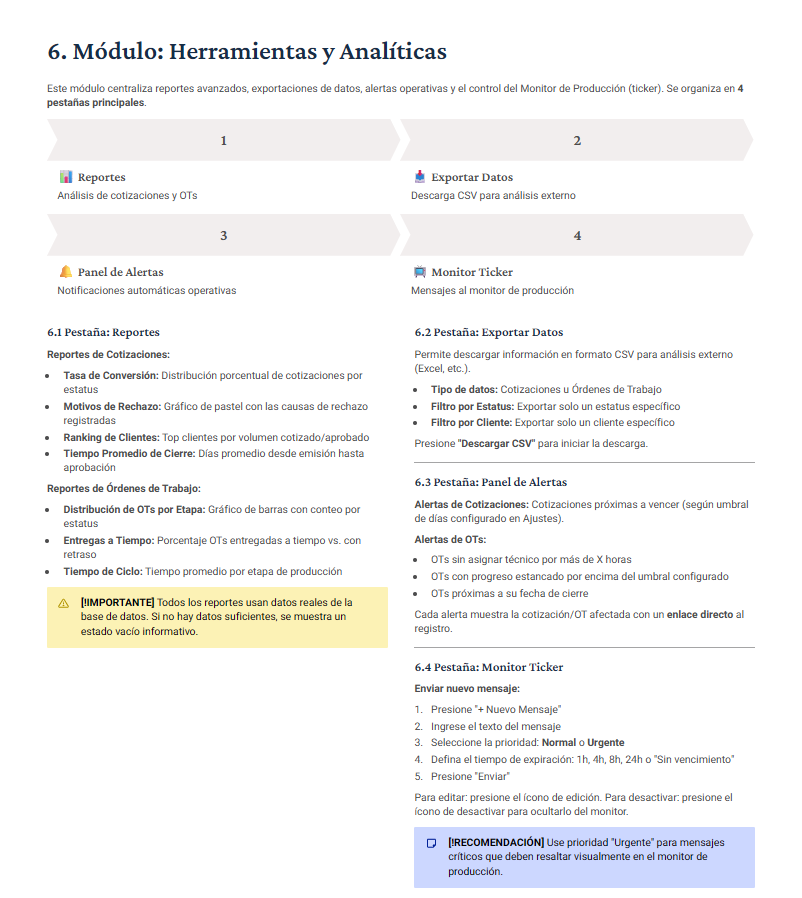 6. Módulo: Herramientas y Analíticas
Este módulo centraliza reportes avanzados, exportaciones de datos, alertas operativas y el control del Monitor de Producción (ticker). Se organiza en 4
pestañas principales.
1
2
Reportes
Análisis de cotizaciones y OTs
Exportar Datos
Descarga CSV para análisis externo
3
4
Panel de Alertas
Notificaciones automáticas operativas
Monitor Ticker
Mensajes al monitor de producción
6.1 Pestaña: Reportes
Reportes de Cotizaciones:
• Tasa de Conversión: Distribución porcentual de cotizaciones por
estatus
• Motivos de Rechazo: Gráfico de pastel con las causas de rechazo
registradas
• Ranking de Clientes: Top clientes por volumen cotizado/aprobado
• Tiempo Promedio de Cierre: Días promedio desde emisión hasta
aprobación
Reportes de Órdenes de Trabajo:
• Distribución de OTs por Etapa: Gráfico de barras con conteo por
estatus
• Entregas a Tiempo: Porcentaje OTs entregadas a tiempo vs. con
retraso
• Tiempo de Ciclo: Tiempo promedio por etapa de producción
[!IMPORTANTE] Todos los reportes usan datos reales de la
base de datos. Si no hay datos suficientes, se muestra un
estado vacío informativo.
6.2 Pestaña: Exportar Datos
Permite descargar información en formato CSV para análisis externo
(Excel, etc.).
• Tipo de datos: Cotizaciones u Órdenes de Trabajo
• Filtro por Estatus: Exportar solo un estatus específico
• Filtro por Cliente: Exportar solo un cliente específico
Presione "Descargar CSV" para iniciar la descarga.
6.3 Pestaña: Panel de Alertas
Alertas de Cotizaciones: Cotizaciones próximas a vencer (según umbral
de días configurado en Ajustes).
Alertas de OTs:
• OTs sin asignar técnico por más de X horas
• OTs con progreso estancado por encima del umbral configurado
• OTs próximas a su fecha de cierre
Cada alerta muestra la cotización/OT afectada con un enlace directo al
registro.
6.4 Pestaña: Monitor Ticker
Enviar nuevo mensaje:
1. Presione "+ Nuevo Mensaje"
2. Ingrese el texto del mensaje
3. Seleccione la prioridad: Normal o Urgente
4. Defina el tiempo de expiración: 1h, 4h, 8h, 24h o "Sin vencimiento"
5. Presione "Enviar"
Para editar: presione el ícono de edición. Para desactivar: presione el
ícono de desactivar para ocultarlo del monitor.
[!RECOMENDACIÓN] Use prioridad "Urgente" para mensajes
críticos que deben resaltar visualmente en el monitor de
producción.